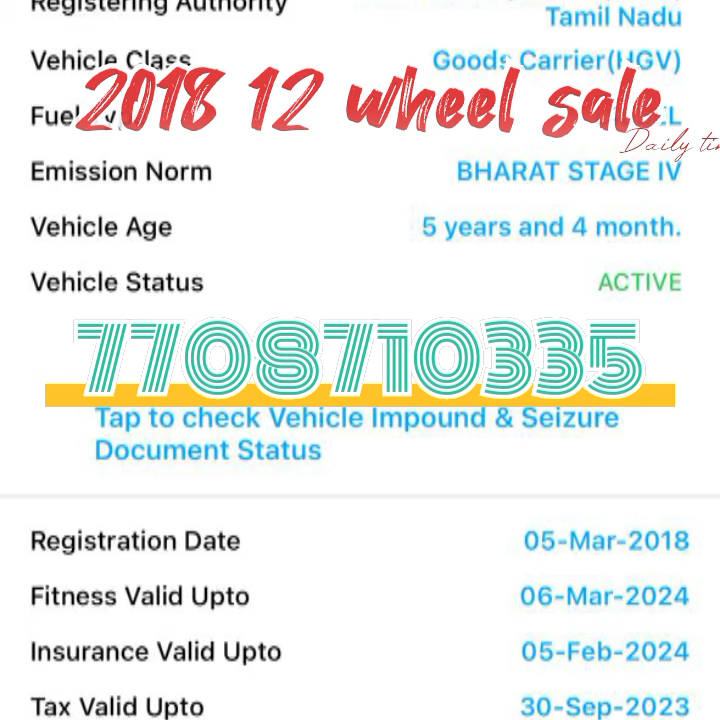 Registering Authority
Tamil Nadu
Vehicle Class Goods Carrier(HGV)
2018 12 wheel sale
Daily
Emission Norm BHARAT STAGE IV
Vehicle Age 5 years and 4 month.
Vehicle Status ACTIVE
7708710335
Tap to check Vehicle Impound & Seizure
Document Status
Registration Date 05-Mar-2018
Fitness Valid Upto 06-Mar-2024
Insurance Valid Upto 05-Feb-2024
Tax Valid Upto 30-Sep-2023